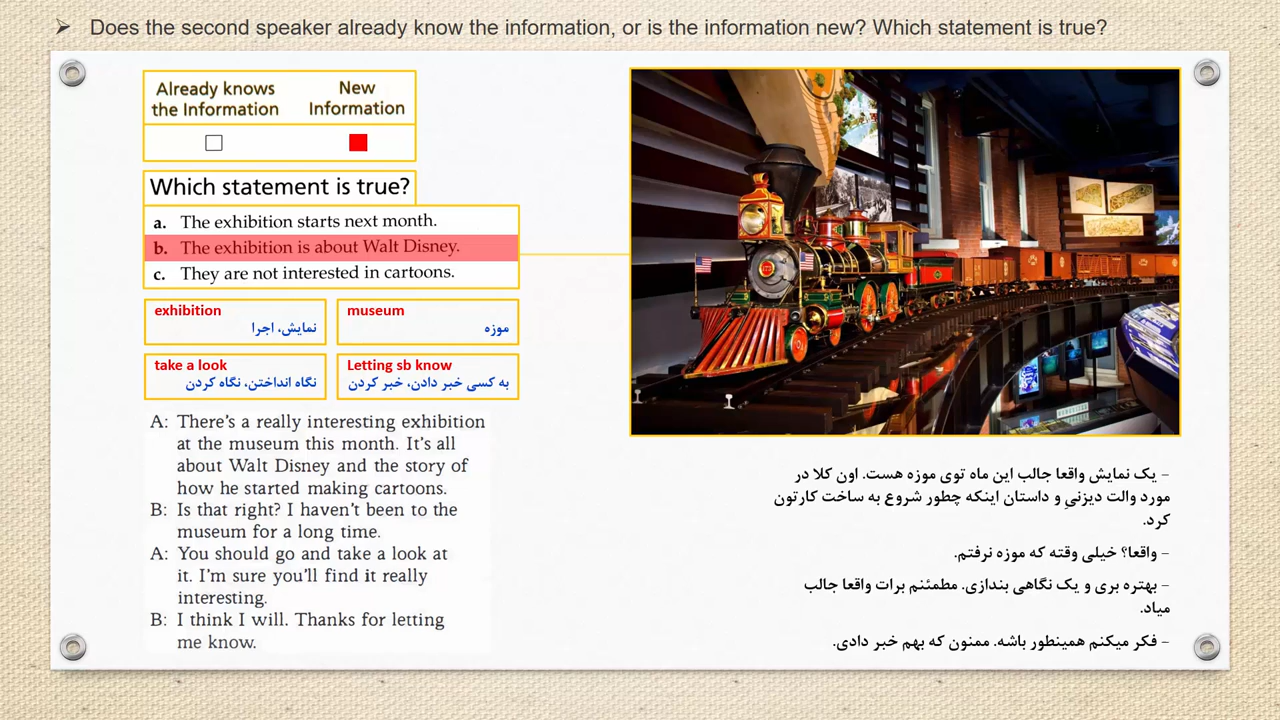 ➢ Does the second speaker already know the information, or is the information new? Which statement is true?
Already knows
the Information
New
Information
Which statement is true?
a. The exhibition starts next month.
b. The exhibition is about Walt Disney.
c. They are not interested in cartoons.
exhibition
نمایش، اجرا
museum
موزه
take a look
نگاه انداختن، نگاه کردن
Letting sb know
به کسی خبر دادن، خبر کردن
A: There's a really interesting exhibition
at the museum this month. It's all
about Walt Disney and the story of
how he started making cartoons.
B: Is that right? I haven't been to the
museum for a long time.
A: You should go and take a look at
it. I'm sure you'll find it really
interesting.
B: I think I will. Thanks for letting
me know.
– یک نمایش واقعا جالب این ماه توی موزه هست. اون کلا در
مورد والت دیزنیِ و داستان اینکه چطور شروع به ساخت کارتون
کرد.
– واقعا؟ خیلی وقته که موزه نرفتم.
– بهتره بری و یک نگاهی بندازی. مطمئنم برات واقعا جالب
میاد.
– فکر میکنم همینطور باشه. ممنون که بهم خبر دادی.